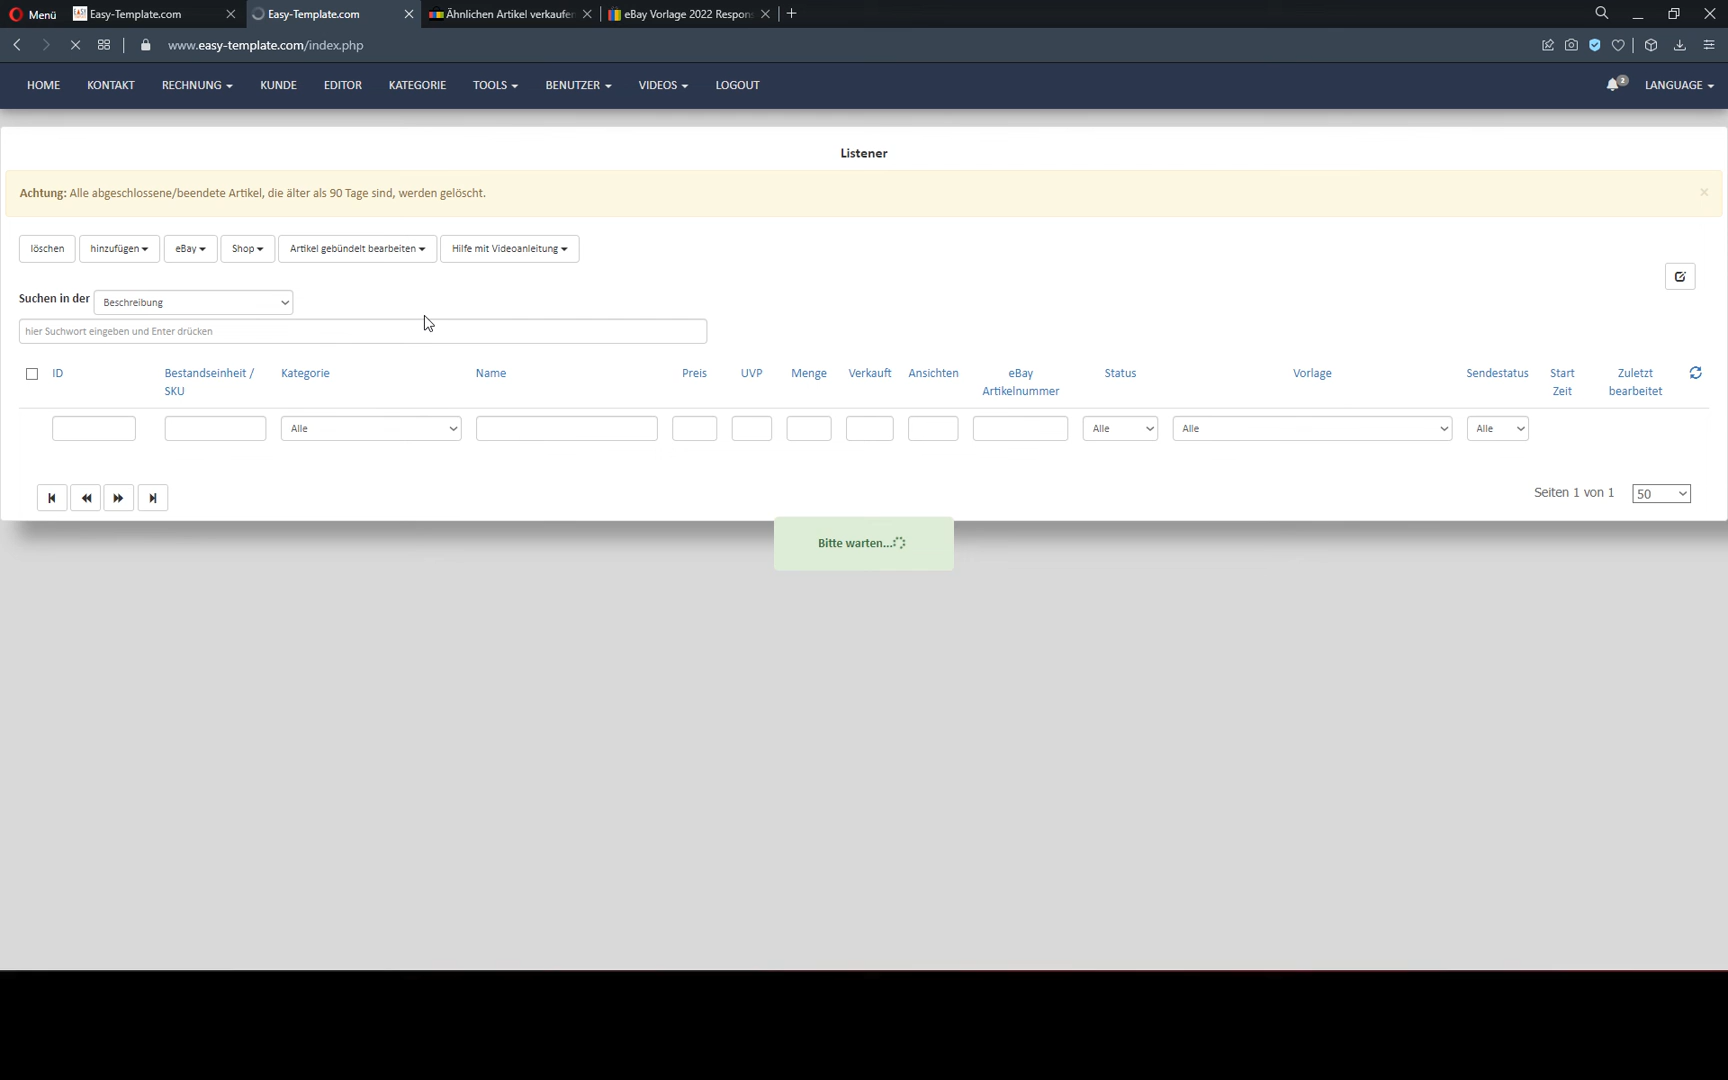 Menü Easy-Template.com Easy-Template.com Ähnlichen Artikel verkaufen eBay Vorlage 2022 Respons
www.easy-template.com/index.php
HOME KONTAKT RECHNUNG KUNDE EDITOR KATEGORIE TOOLS BENUTZER VIDEOS LOGOUT 2 LANGUAGE
Listener
Achtung: Alle abgeschlossene/beendete Artikel, die älter als 90 Tage sind, werden gelöscht.
löschen hinzufügen eBay Shop Artikel gebündelt bearbeiten Hilfe mit Videoanleitung
Suchen in der Beschreibung
hier Suchwort eingeben und Enter drücken
ID Bestandseinheit / Kategorie Name Preis UVP Menge Verkauft Ansichten eBay Status Vorlage Sendestatus Start Zuletzt
SKU Artikelnummer Zeit bearbeitet
Alle Alle Alle Alle
Seiten 1 von 1 50
Bitte warten...